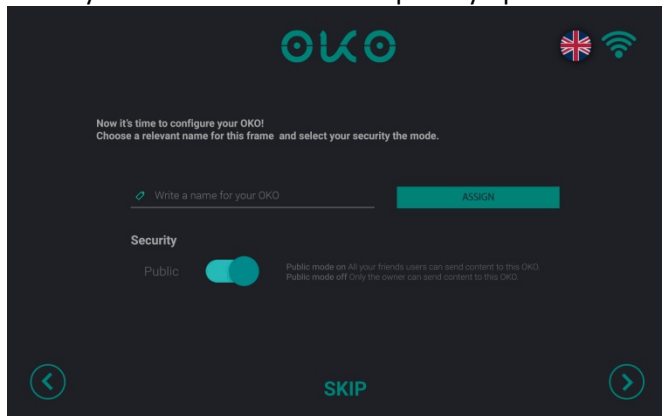 OKO
Now it's time to configure your OKO!
Choose a relevant name for this frame and select your security the mode.
Write a name for your OKO
ASSIGN
Security
Public
Public mode on All your friends users can send content to this OKO.
Public mode off Only the owner can send content to this OKO.
SKIP